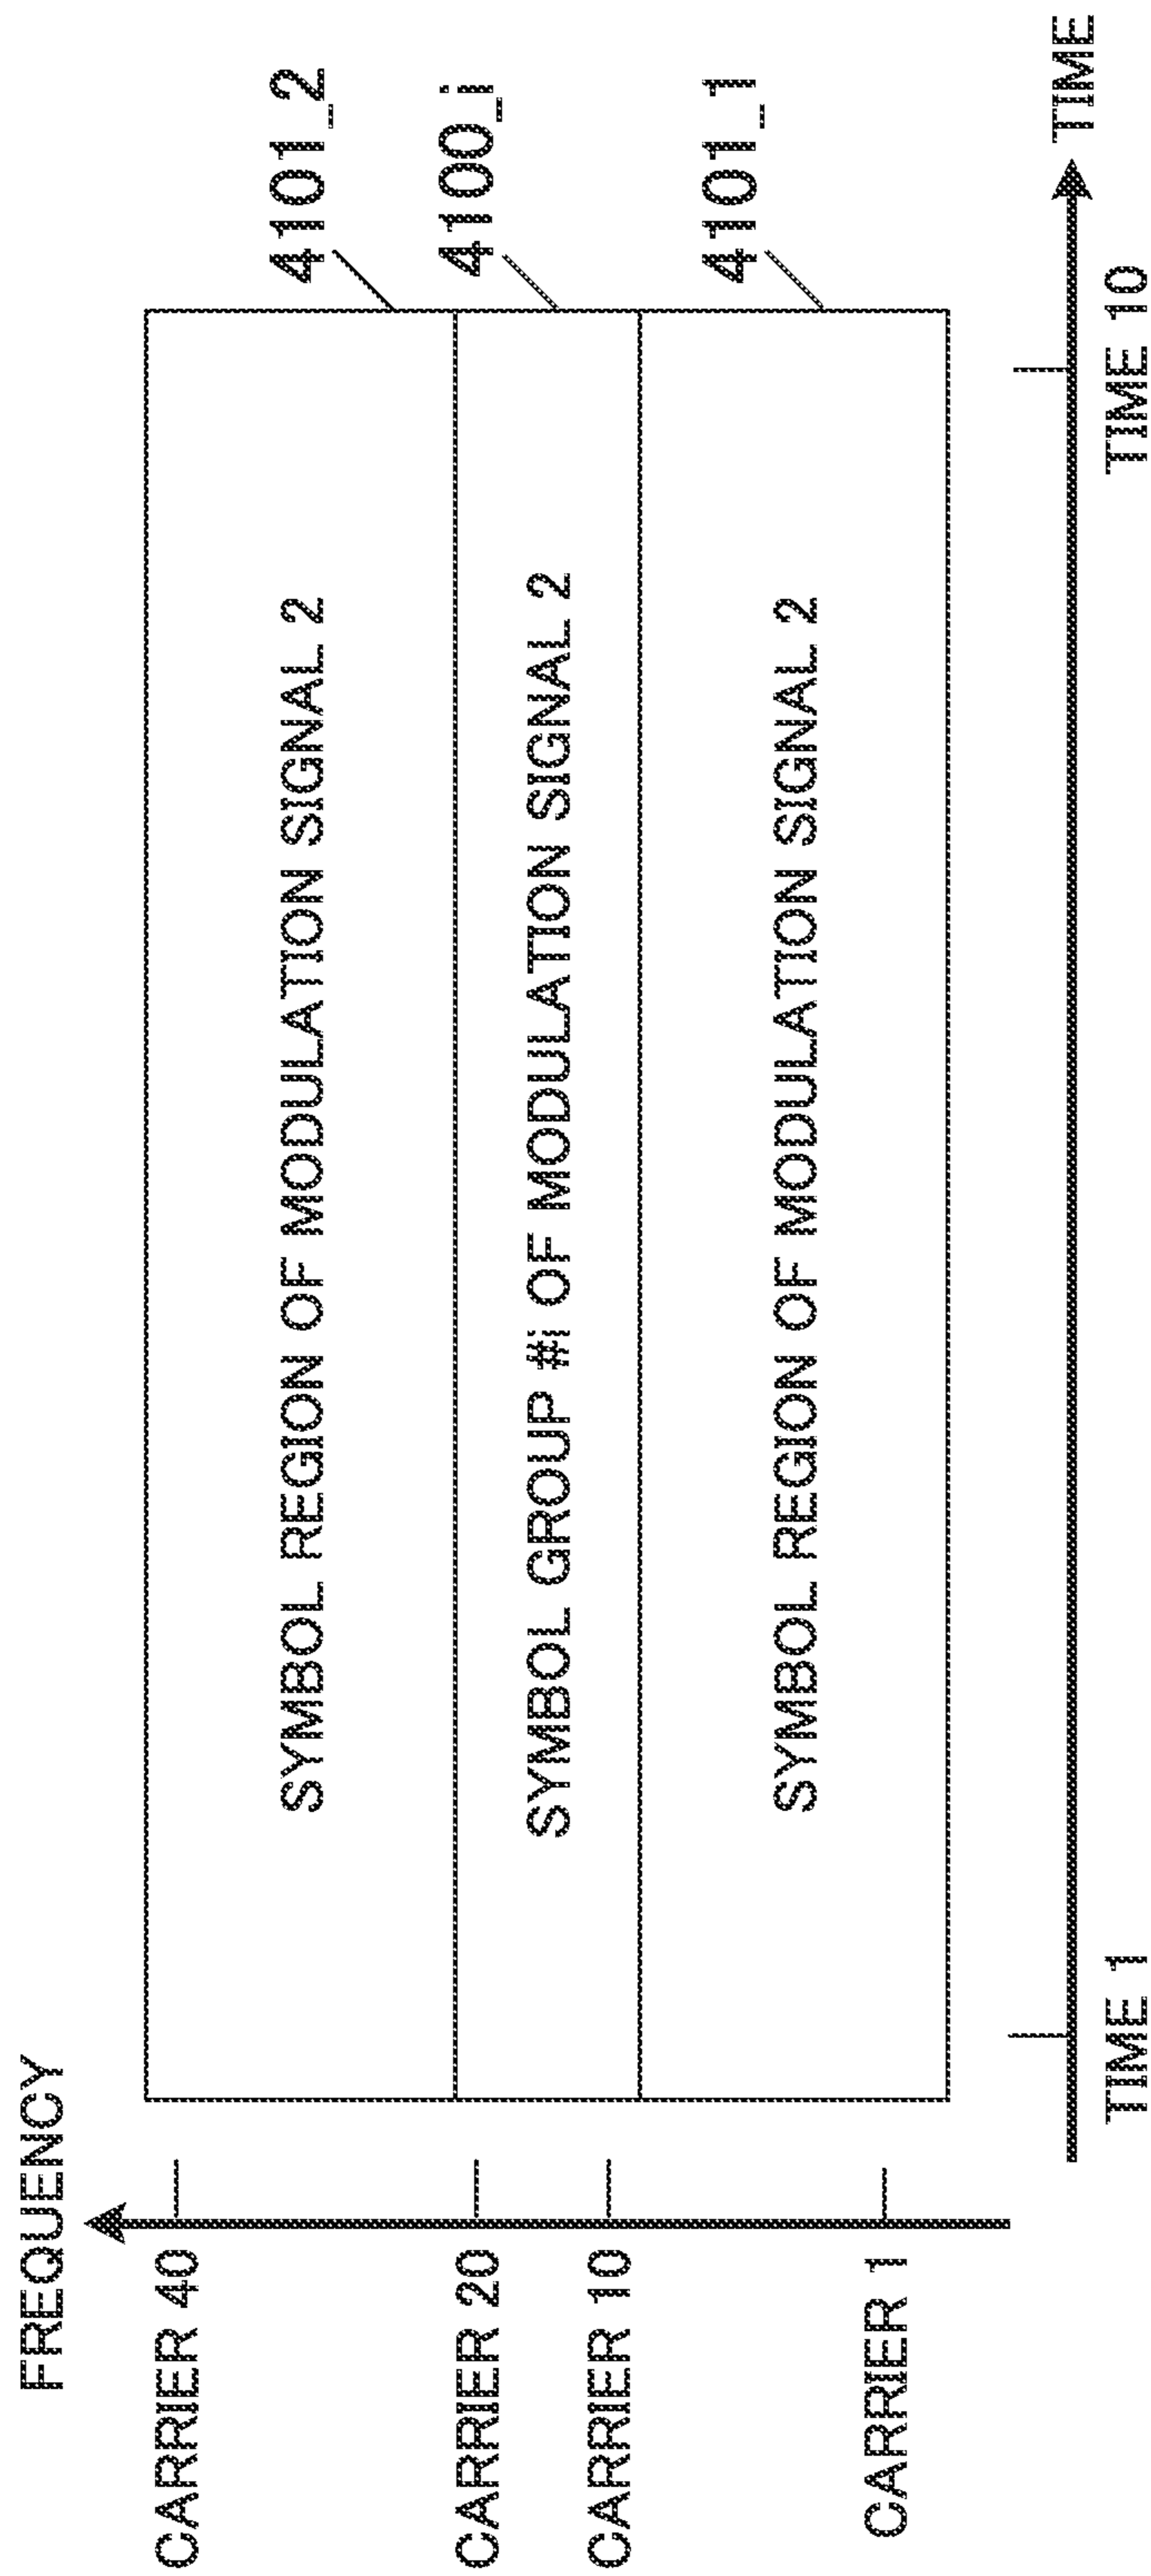 FREQUENCY
CARRIER 40
CARRIER 20
CARRIER 10
CARRIER 1
SYMBOL REGION OF MODULATION SIGNAL 2
SYMBOL GROUP #i OF MODULATION SIGNAL 2
SYMBOL REGION OF MODULATION SIGNAL 2
4101_2
4100_i
4101_1
TIME 1
TIME 10
TIME